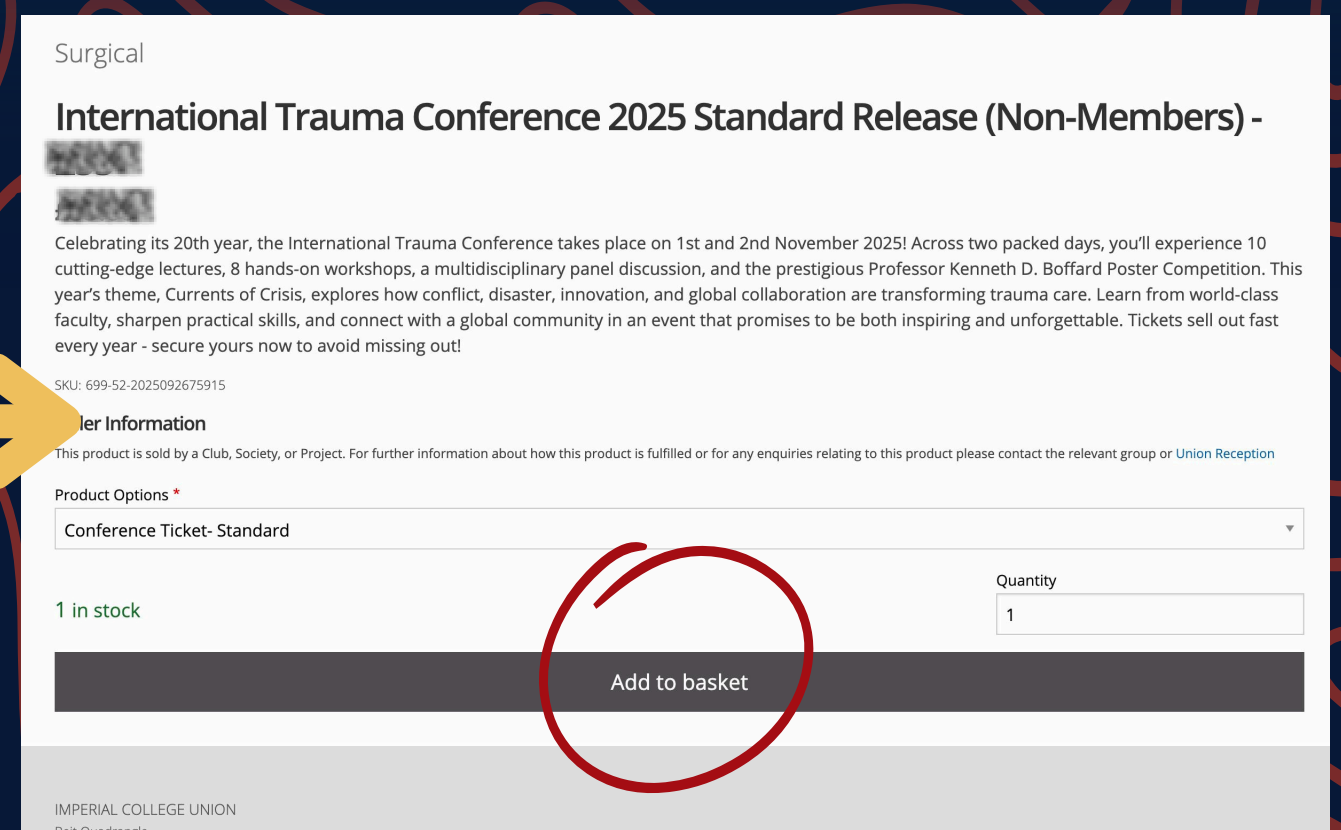 Surgical
International Trauma Conference 2025 Standard Release (Non-Members) -
Celebrating its 20th year, the International Trauma Conference takes place on 1st and 2nd November 2025! Across two packed days, you’ll experience 10
cutting-edge lectures, 8 hands-on workshops, a multidisciplinary panel discussion, and the prestigious Professor Kenneth D. Boffard Poster Competition. This
year’s theme, Currents of Crisis, explores how conflict, disaster, innovation, and global collaboration are transforming trauma care. Learn from world-class
faculty, sharpen practical skills, and connect with a global community in an event that promises to be both inspiring and unforgettable. Tickets sell out fast
every year - secure yours now to avoid missing out!
SKU: 699-52-2025092675915
Information
This product is sold by a Club, Society, or Project. For further information about how this product is fulfilled or for any enquiries relating to this product please contact the relevant group or Union Reception
Product Options *
Conference Ticket- Standard
Quantity
1 in stock
1
Add to basket
IMPERIAL COLLEGE UNION